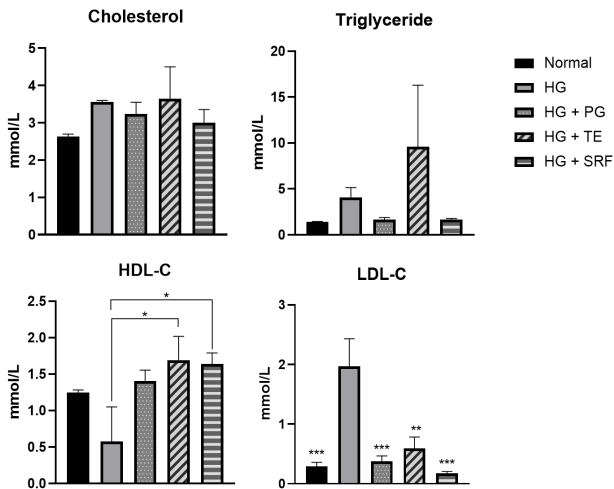 Cholesterol
mmol/L
5
4
3
2
1
0
Triglyceride
mmol/L
20
15
10
5
0
Normal
HG
HG + PG
HG + TE
HG + SRF
HDL-C
mmol/L
2.5
2.0
1.5
1.0
0.5
0.0
*
*
LDL-C
mmol/L
3
2
1
0
***
***
**
***